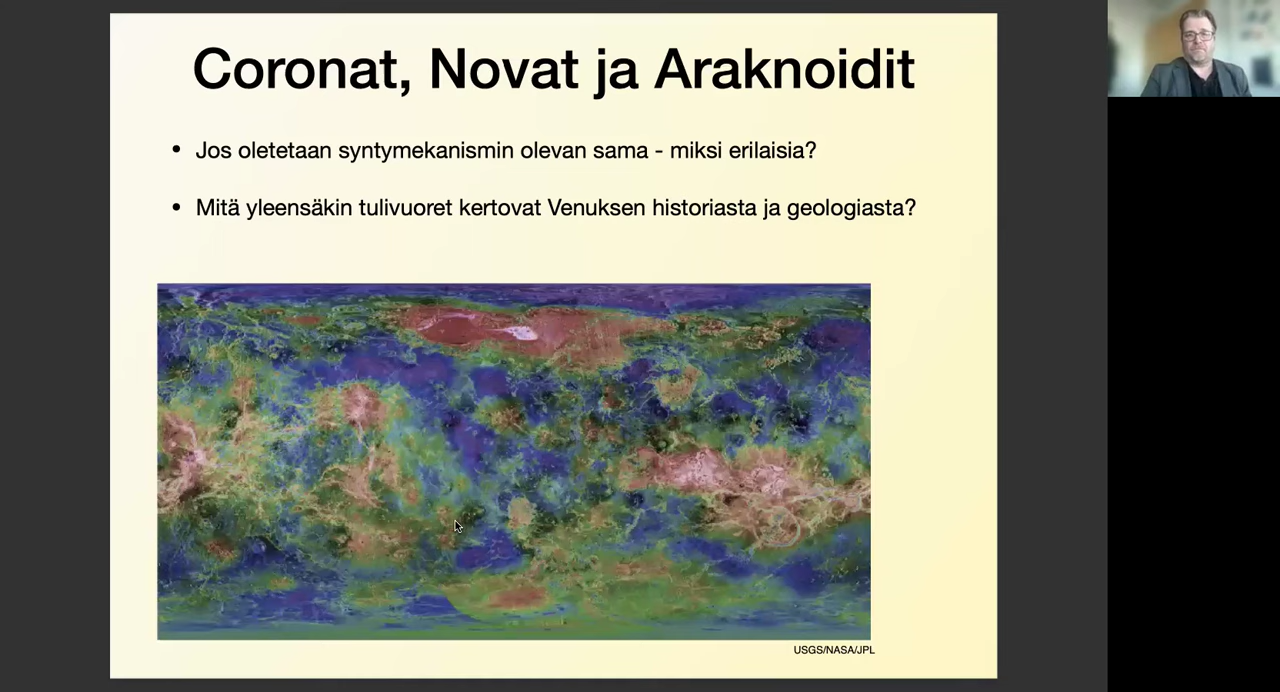 Coronat, Novat ja Araknoidit
• Jos oletetaan syntymekanismin olevan sama - miksi erilaisia?
• Mitä yleensäkin tulivuoret kertovat Venuksen historiasta ja geologiasta?
USGS/NASA/JPL